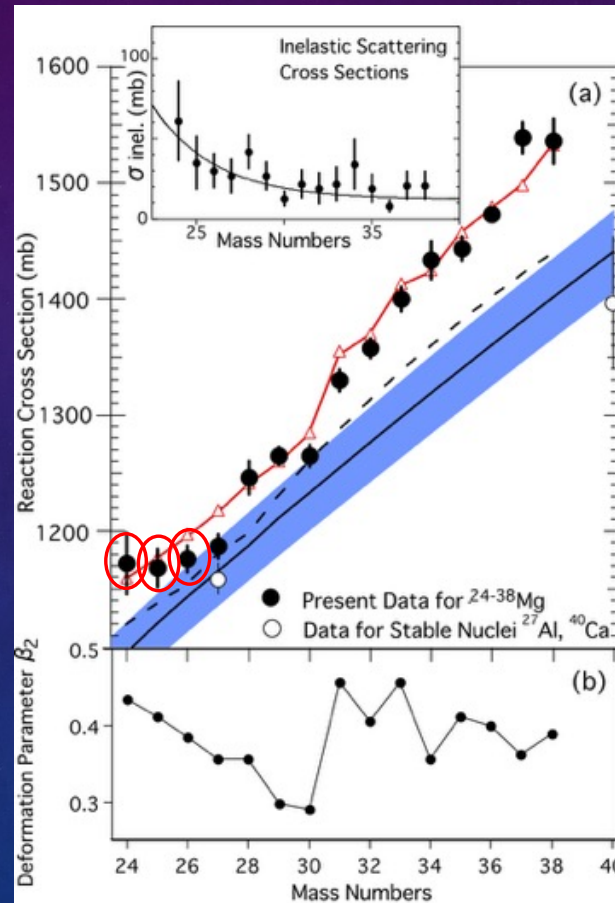 1600
(a)
100
Inelastic Scattering
Cross Sections
σ inel. (mb)
0
25
35
Mass Numbers
1500
1400
1300
1200
Reaction Cross Section (mb)
Present Data for 24-38Mg
Data for Stable Nuclei 27Al, 40Ca
0.5
(b)
0.4
0.3
Deformation Parameter β2
24
26
28
30
32
34
36
38
40
Mass Numbers